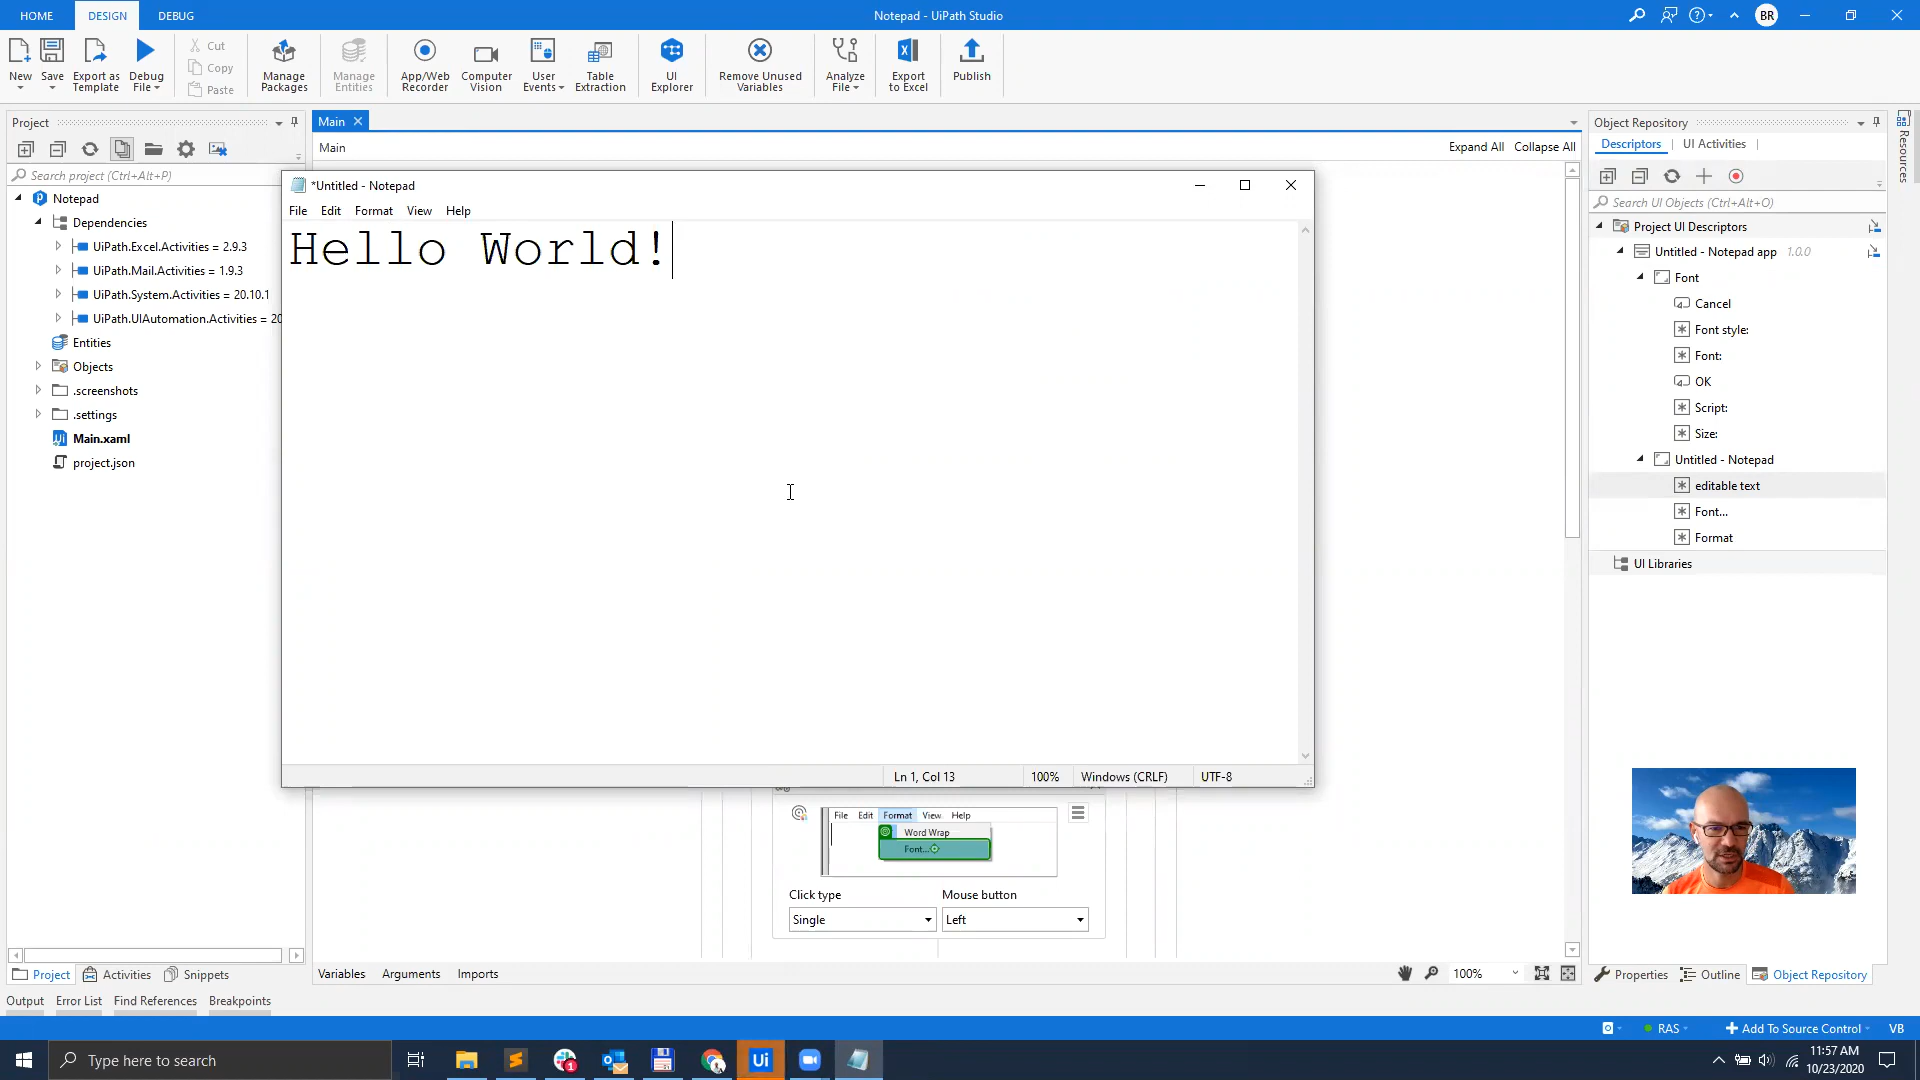 HOME
DESIGN
DEBUG
Notepad - UiPath Studio
BR
New
Save
Export as Template
Debug File
Cut
Copy
Paste
Manage Packages
Manage Entities
App/Web Recorder
Computer Vision
User Events
Table Extraction
UI Explorer
Remove Unused Variables
Analyze File
Export to Excel
Publish
Project
Search project (Ctrl+Alt+P)
Notepad
Dependencies
UiPath.Excel.Activities = 2.9.3
UiPath.Mail.Activities = 1.9.3
UiPath.System.Activities = 20.10.1
UiPath.UIAutomation.Activities = 20
Entities
Objects
.screenshots
.settings
Main.xaml
project.json
Main
Main
Expand All
Collapse All
*Untitled - Notepad
File
Edit
Format
View
Help
Hello World!
Ln 1, Col 13
100%
Windows (CRLF)
UTF-8
File
Edit
Format
View
Help
Word Wrap
Font...
Click type
Mouse button
Single
Left
Object Repository
Descriptors
UI Activities
Search UI Objects (Ctrl+Alt+O)
Project UI Descriptors
Untitled - Notepad app 1.0.0
Font
Cancel
Font style:
Font:
OK
Script:
Size:
Untitled - Notepad
editable text
Font...
Format
UI Libraries
Resources
Project
Activities
Snippets
Variables
Arguments
Imports
100%
Properties
Outline
Object Repository
Output
Error List
Find References
Breakpoints
RAS
Add To Source Control
VB
Type here to search
1
Ui
11:57 AM
10/23/2020